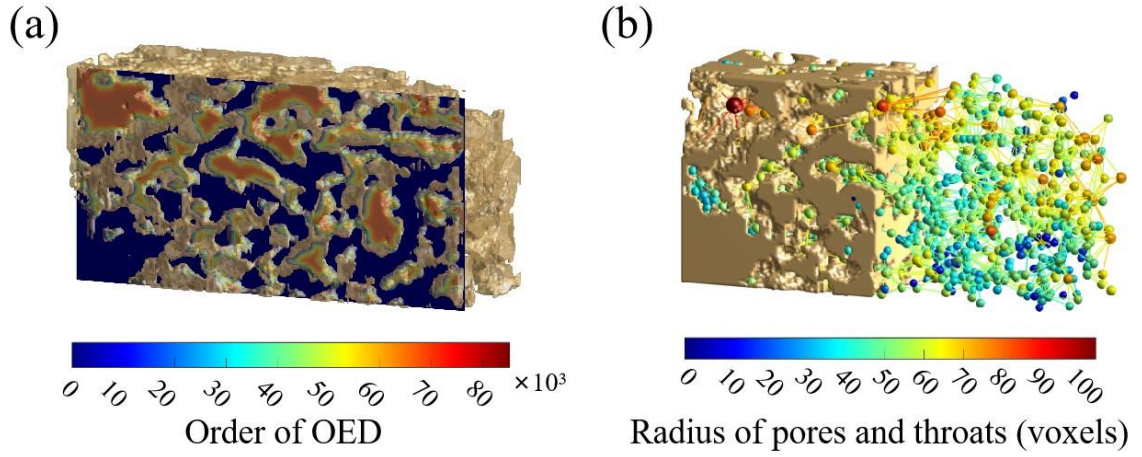 (a)
(b)
0 10 20 30 40 50 60 70 80 ×10³
Order of OED
0 10 20 30 40 50 60 70 80 90 100
Radius of pores and throats (voxels)